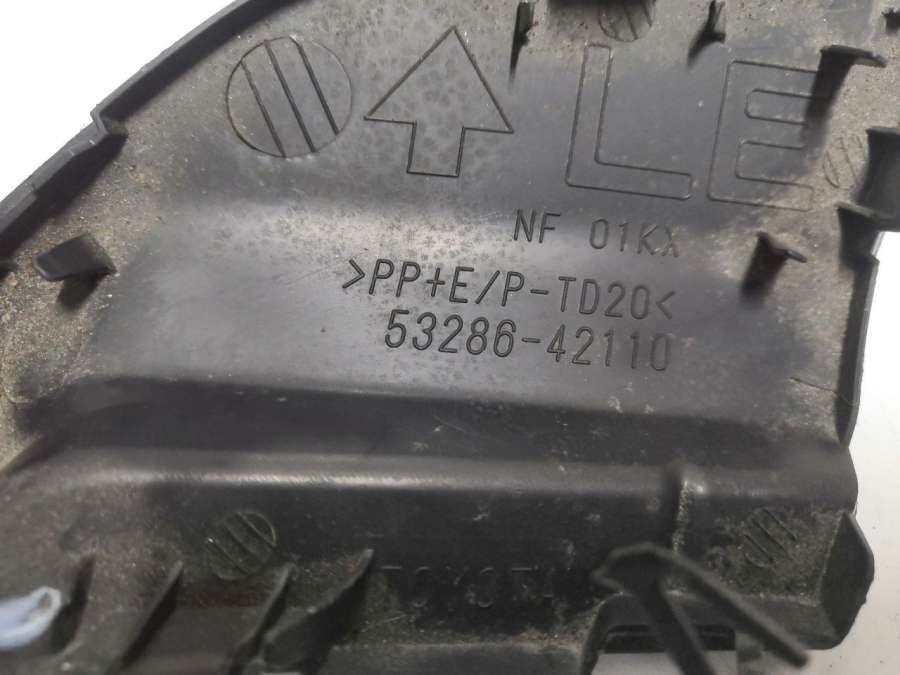 LE
NF 01KX
>PP+E/P-TD20<
53286-42110
TOYOTA